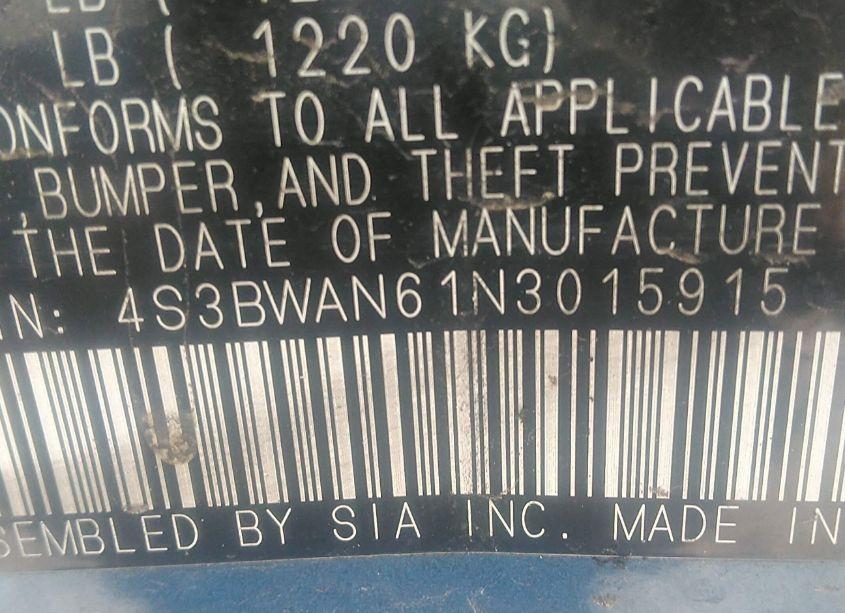 LB ( 1220 KG)
ONFORMS TO ALL APPLICABLE
,BUMPER,AND THEFT PREVENT
THE DATE OF MANUFACTURE
IN: 4S3BWAN61N3015915
SEMBLED BY SIA INC. MADE IN